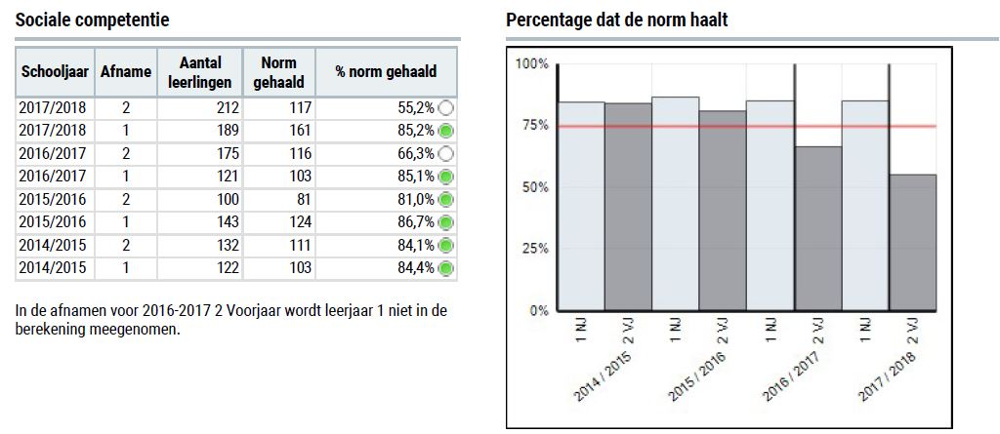 Sociale competentie
Schooljaar Afname Aantal leerlingen Norm gehaald % norm gehaald
2017/2018 2 212 117 55,2%
2017/2018 1 189 161 85,2%
2016/2017 2 175 116 66,3%
2016/2017 1 121 103 85,1%
2015/2016 2 100 81 81,0%
2015/2016 1 143 124 86,7%
2014/2015 2 132 111 84,1%
2014/2015 1 122 103 84,4%
In de afnamen voor 2016-2017 2 Voorjaar wordt leerjaar 1 niet in de
berekening meegenomen.
Percentage dat de norm haalt
100%
75%
50%
25%
0%
1 NJ 2 VJ 1 NJ 2 VJ 1 NJ 2 VJ 1 NJ 2 VJ
2014 / 2015 2015 / 2016 2016 / 2017 2017 / 2018